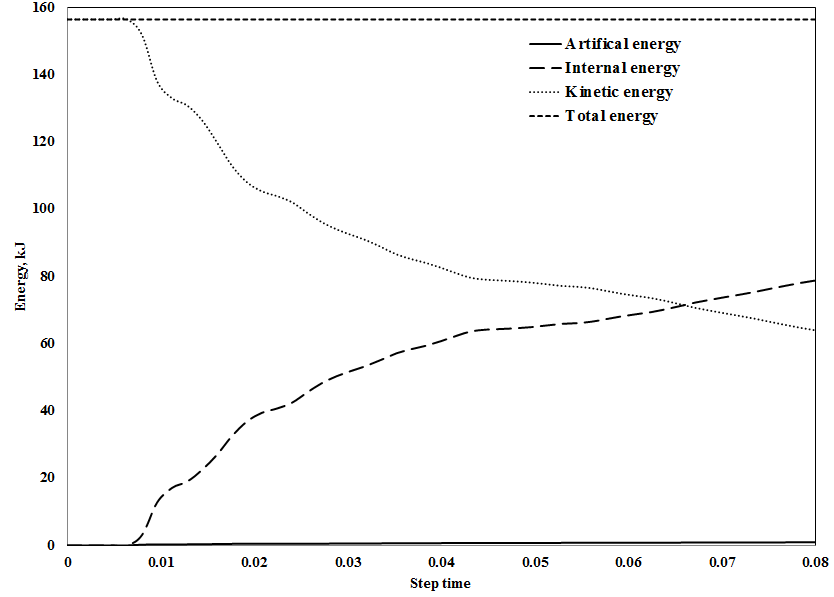 160
140
120
100
80
60
40
20
0
Energy, kJ
Artifical energy
Internal energy
Kinetic energy
Total energy
0 0.01 0.02 0.03 0.04 0.05 0.06 0.07 0.08
Step time